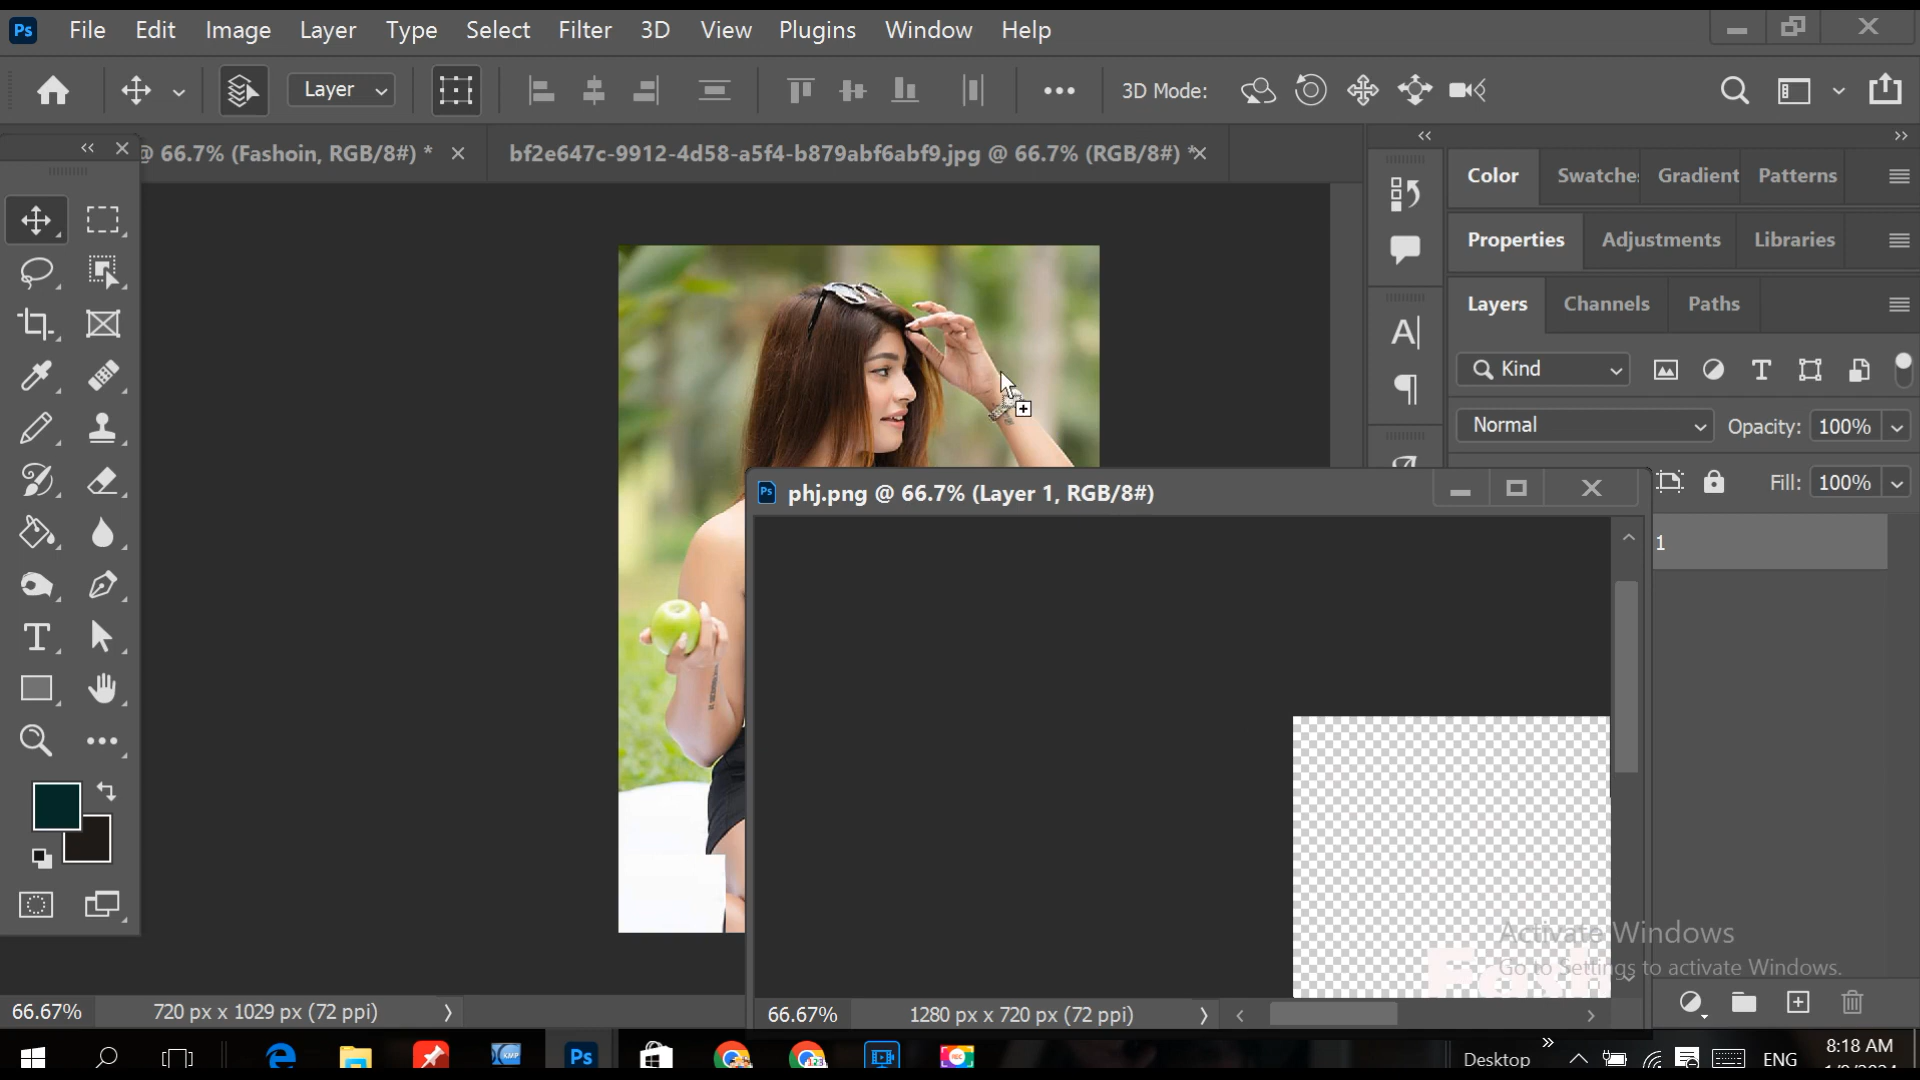 Ps File Edit Image Layer Type Select Filter 3D View Plugins Window Help
Layer 3D Mode:
@ 66.7% (Fashoin, RGB/8#) * bf2e647c-9912-4d58-a5f4-b879abf6abf9.jpg @ 66.7% (RGB/8#) *
Color Swatches Gradient Patterns
Properties Adjustments Libraries
Layers Channels Paths
Kind
Normal Opacity: 100%
Fill: 100%
phj.png @ 66.7% (Layer 1, RGB/8#)
1
Activate Windows
Go to Settings to activate Windows.
66.67% 720 px x 1029 px (72 ppi)
66.67% 1280 px x 720 px (72 ppi)
Desktop ENG
8:18 AM